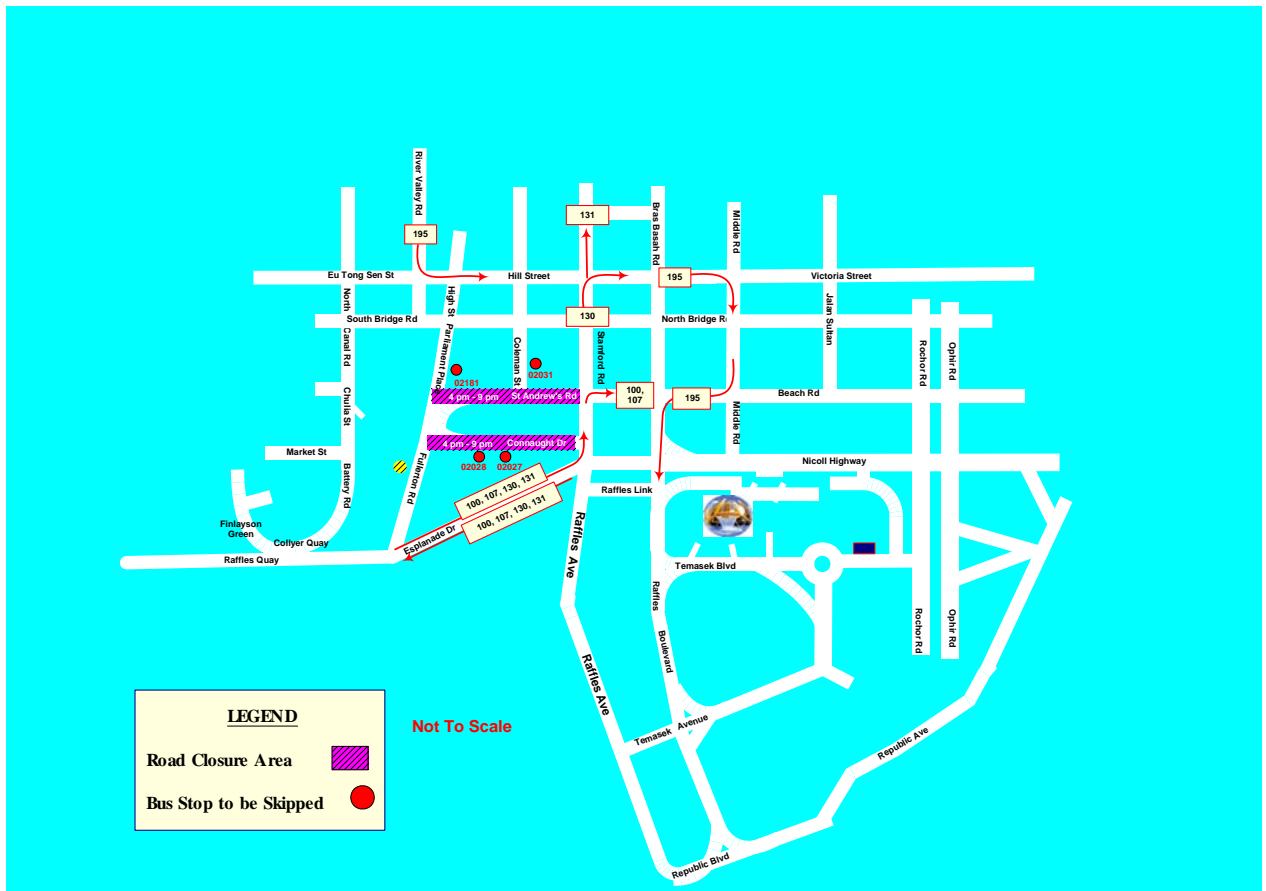 River Valley Rd
195
131
Bras Basah Rd
Middle Rd
Eu Tong Sen St
Hill Street
195
Victoria Street
North Canal Rd
High St
Parliament Place
South Bridge Rd
130
North Bridge Rd
Jalan Sultan
Coleman St
Stamford Rd
Rochor Rd
Ophir Rd
02181
02031
4 pm - 9 pm
St Andrew's Rd
100,
107
195
Beach Rd
Chulia St
Middle Rd
4 pm - 9 pm
Connaught Dr
Market St
02028
02027
Nicoll Highway
Battery Rd
Fullerton Rd
100, 107, 130, 131
100, 107, 130, 131
Raffles Link
Finlayson
Green
Collyer Quay
Esplanade Dr
Raffles Quay
Raffles Ave
Temasek Blvd
Raffles
Boulevard
Rochor Rd
Ophir Rd
Raffles Ave
Temasek Avenue
Republic Ave
Republic Blvd
LEGEND
Road Closure Area
Bus Stop to be Skipped
Not To Scale